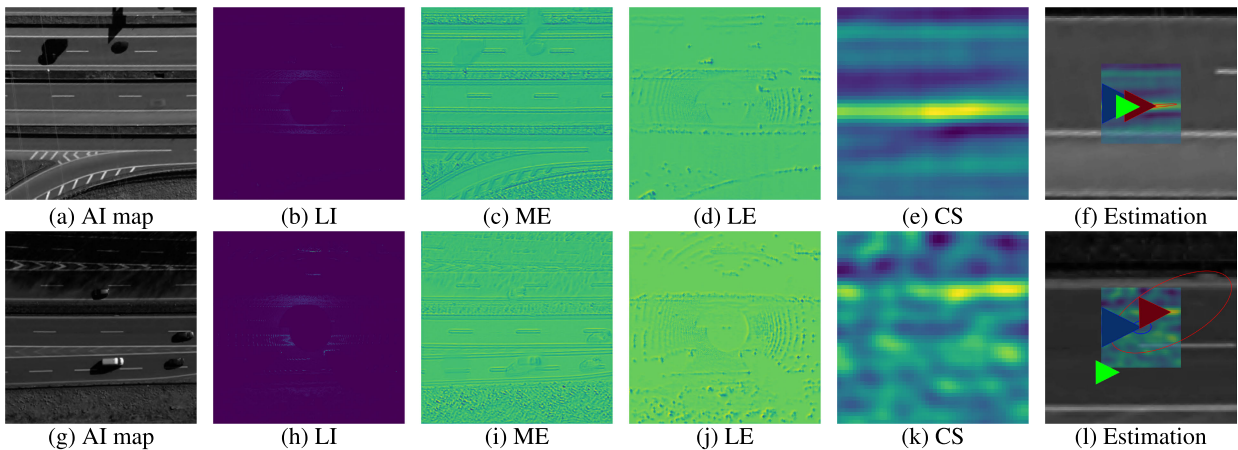 (a) AI map (b) LI (c) ME (d) LE (e) CS (f) Estimation
(g) AI map (h) LI (i) ME (j) LE (k) CS (l) Estimation